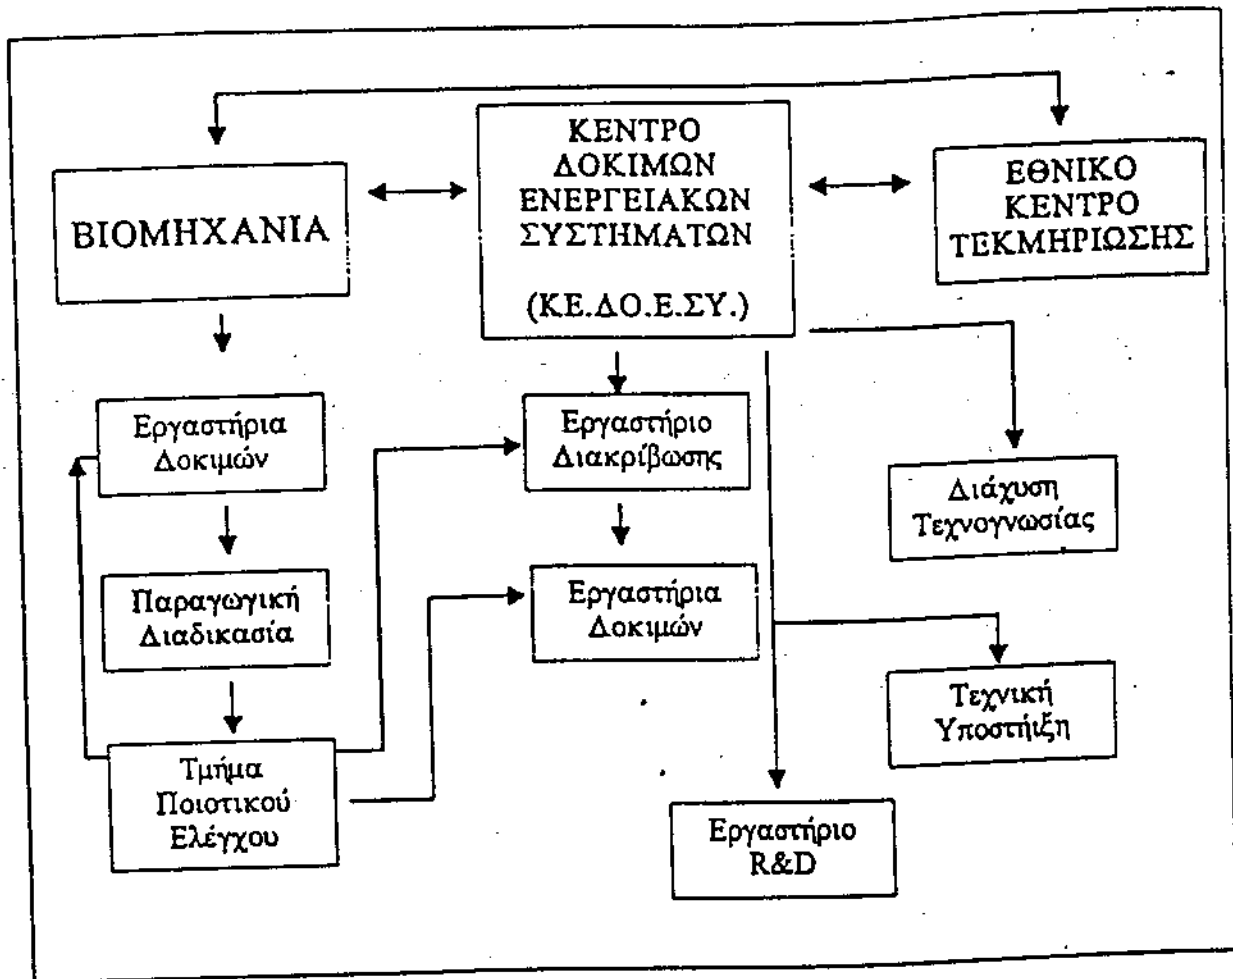 ΒΙΟΜΗΧΑΝΙΑ
ΚΕΝΤΡΟ
ΔΟΚΙΜΩΝ
ΕΝΕΡΓΕΙΑΚΩΝ
ΣΥΣΤΗΜΑΤΩΝ
(ΚΕ.ΔΟ.Ε.ΣΥ.)
ΕΘΝΙΚΟ
ΚΕΝΤΡΟ
ΤΕΚΜΗΡΙΩΣΗΣ
Εργαστήρια
Δοκιμών
Εργαστήριο
Διακρίβωσης
Διάχυση
Τεχνογνωσίας
Παραγωγική
Διαδικασία
Εργαστήρια
Δοκιμών
Τεχνική
Υποστήιξη
Τμήμα
Ποιοτικού
Ελέγχου
Εργαστήριο
R&D